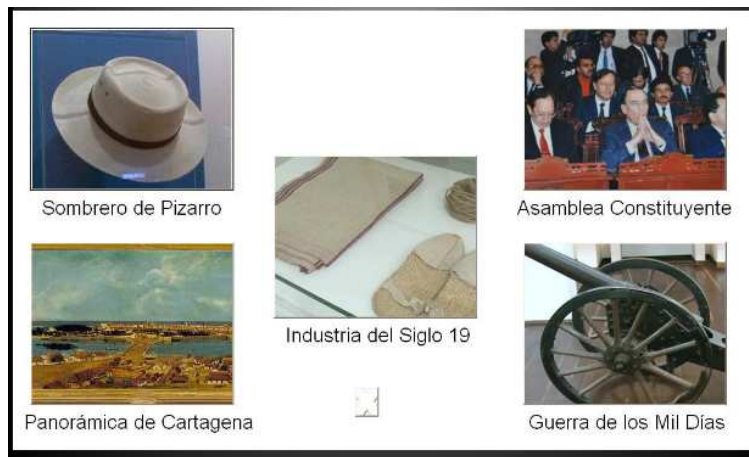 Sombrero de Pizarro
Asamblea Constituyente
Industria del Siglo 19
Panorámica de Cartagena
Guerra de los Mil Días